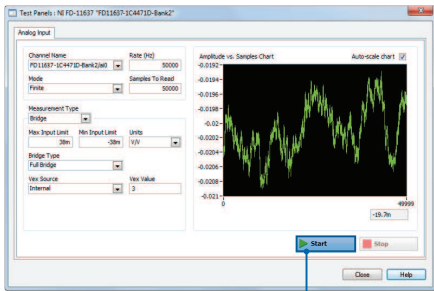 Test Panels : NI FD-11637 "FD11637-1C4471D-Bank2"
Analog Input
Channel Name
Rate (Hz)
FD11637-1C4471D-Bank2/ai0
50000
Mode
Samples To Read
Finite
50000
Measurement Type
Bridge
Max Input Limit
Min Input Limit
Units
38m
-38m
V/V
Bridge Type
Full Bridge
Vex Source
Vex Value
Internal
3
Amplitude vs. Samples Chart
Auto-scale chart
-0.0192-
-0.0194-
-0.0196-
-0.0198-
-0.02-
-0.0202-
-0.0204-
-0.0206-
-0.0208-
-0.021-
0
49999
-19.7m
Start
Stop
Close
Help